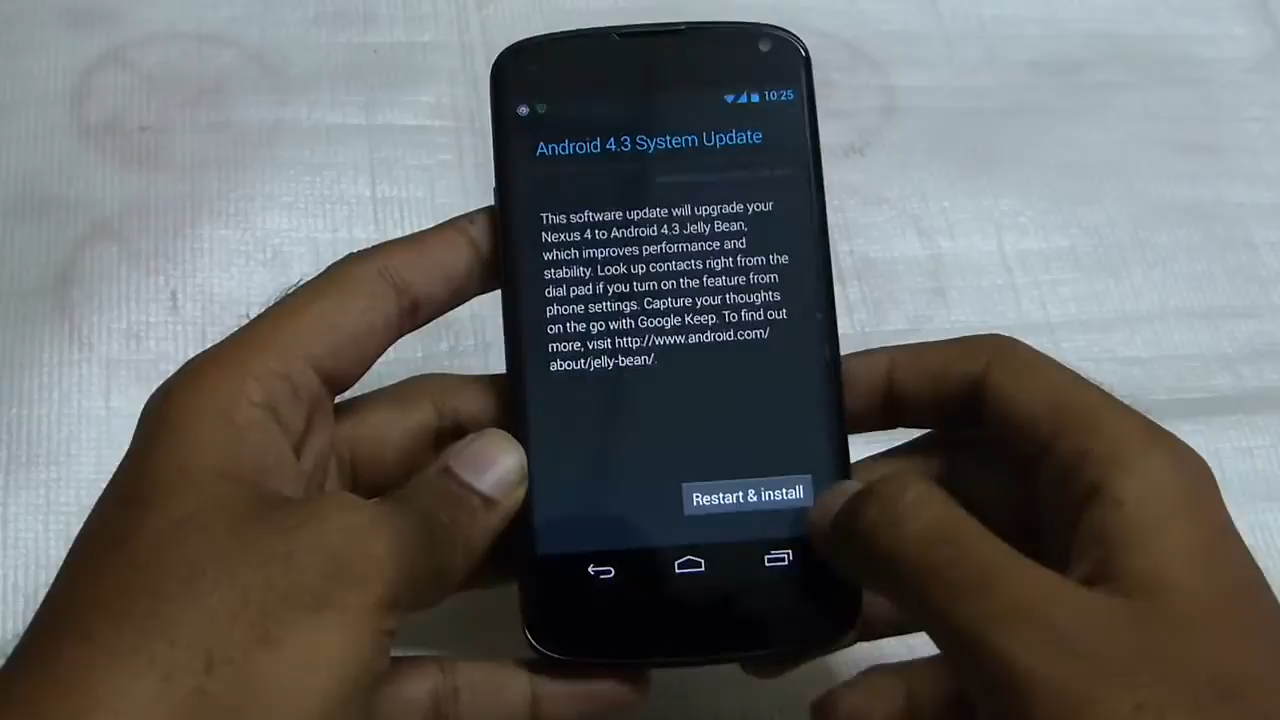 10:25
Android 4.3 System Update
This software update will upgrade your
Nexus 4 to Android 4.3 Jelly Bean,
which improves performance and
stability. Look up contacts right from the
dial pad if you turn on the feature from
phone settings. Capture your thoughts
on the go with Google Keep. To find out
more, visit http://www.android.com/
about/jelly-bean/.
Restart & install